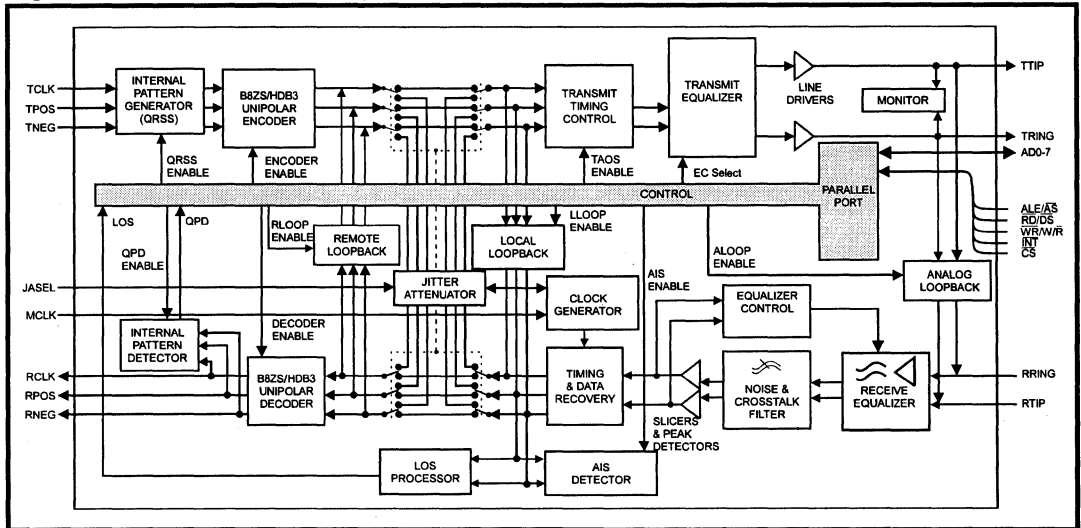 TCLK
TPOS
TNEG
INTERNAL
PATTERN
GENERATOR
(QRSS)
B8ZS/HDB3
UNIPOLAR
ENCODER
TRANSMIT
TIMING
CONTROL
TRANSMIT
EQUALIZER
LINE
DRIVERS
MONITOR
TTIP
TRING
AD0-7
QRSS
ENABLE
ENCODER
ENABLE
TAOS
ENABLE
EC Select
CONTROL
PARALLEL
PORT
ALE/AS
RD/DS
WR/W/R
INT
CS
LOS
QPD
QPD
ENABLE
RLOOP
ENABLE
REMOTE
LOOPBACK
LLOOP
ENABLE
LOCAL
LOOPBACK
ALOOP
ENABLE
ANALOG
LOOPBACK
JASEL
MCLK
JITTER
ATTENUATOR
CLOCK
GENERATOR
AIS
ENABLE
EQUALIZER
CONTROL
INTERNAL
PATTERN
DETECTOR
DECODER
ENABLE
RCLK
RPOS
RNEG
B8ZS/HDB3
UNIPOLAR
DECODER
TIMING
& DATA
RECOVERY
SLICERS
& PEAK
DETECTORS
NOISE &
CROSSTALK
FILTER
RECEIVE
EQUALIZER
RRING
RTIP
LOS
PROCESSOR
AIS
DETECTOR